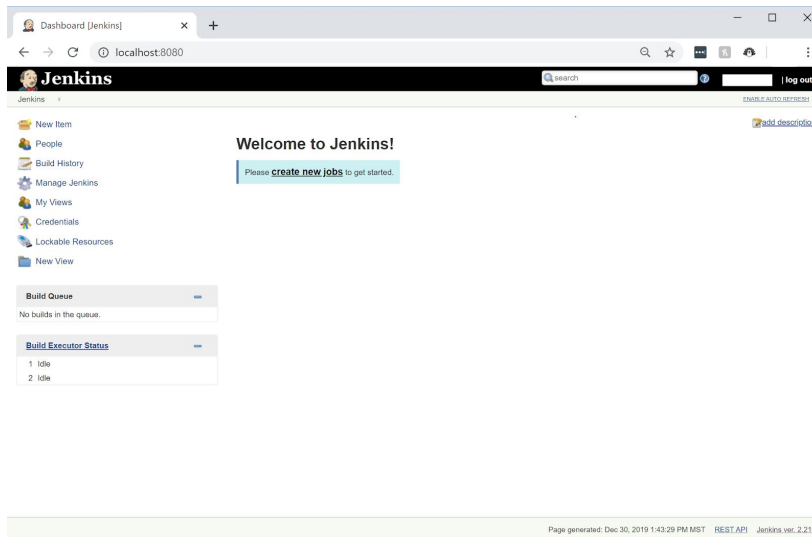 Dashboard [Jenkins]
localhost:8080
Jenkins
search
| log out
Jenkins
ENABLE AUTO REFRESH
New Item
People
Build History
Manage Jenkins
My Views
Credentials
Lockable Resources
New View
add descriptio
Welcome to Jenkins!
Please create new jobs to get started.
Build Queue
No builds in the queue.
Build Executor Status
1 Idle
2 Idle
Page generated: Dec 30, 2019 1:43:29 PM MST REST API Jenkins ver. 2.21